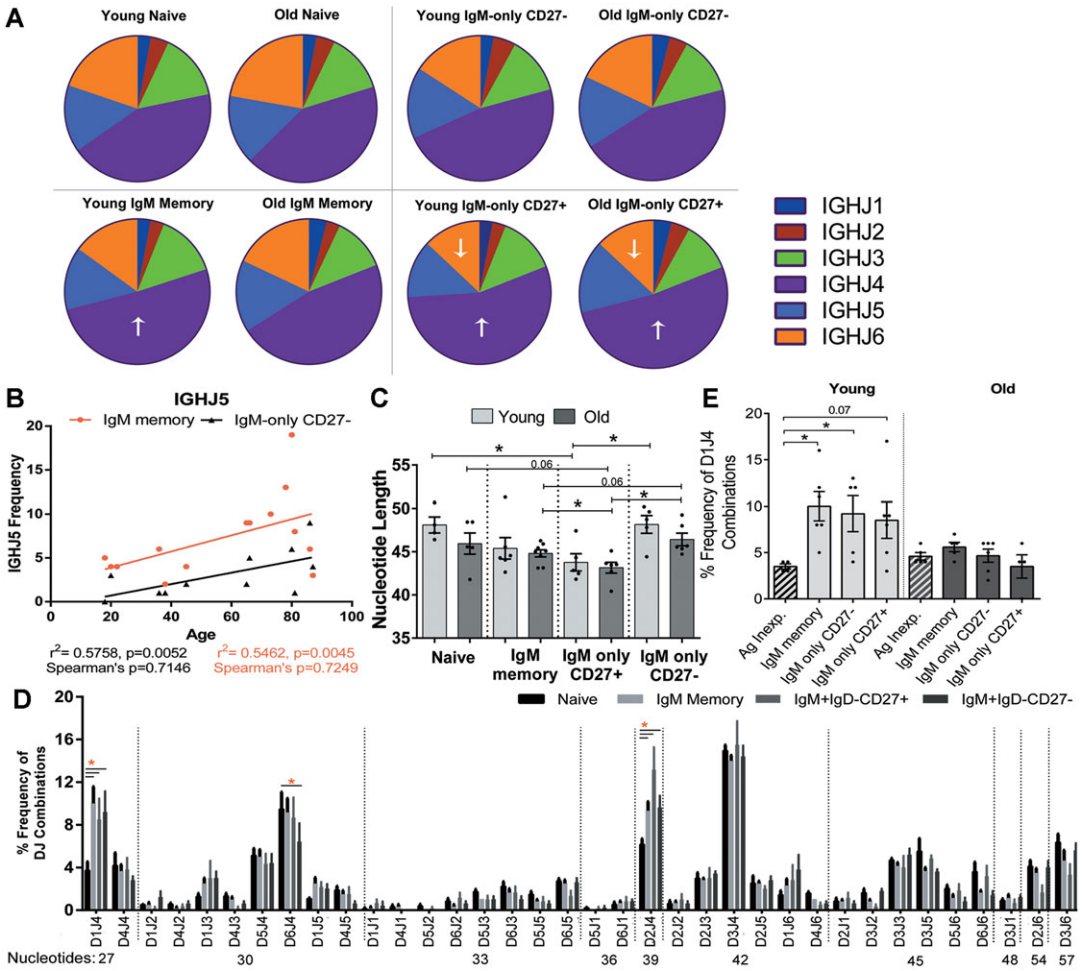 A
Young Naive
Old Naive
Young IgM-only CD27-
Old IgM-only CD27-
Young IgM Memory
Old IgM Memory
Young IgM-only CD27+
Old IgM-only CD27+
↓
↓
↑
↑
↑
IGHJ1
IGHJ2
IGHJ3
IGHJ4
IGHJ5
IGHJ6
B
IGHJ5
IgM memory
IgM-only CD27-
IGHJ5 Frequency
20
15
10
5
0
0 20 40 60 80 100
Age
r²= 0.5758, p=0.0052
Spearman's p=0.7146
r²= 0.5462, p=0.0045
Spearman's p=0.7249
C
Young
Old
Nucleotide Length
55
50
45
40
35
*
*
0.06
0.06
*
*
Naive
IgM memory
IgM only CD27+
IgM only CD27-
E
Young
Old
% Frequency of D1J4 Combinations
20
15
10
5
0
0.07
*
*
Ag Inexp.
IgM memory
IgM only CD27-
IgM only CD27+
Ag Inexp.
IgM memory
IgM only CD27-
IgM only CD27+
D
Naive
IgM Memory
IgM+IgD-CD27+
IgM+IgD-CD27-
% Frequency of DJ Combinations
20
16
12
8
4
0
*
*
*
D1J4
D4J4
D1J2
D4J2
D1J3
D4J3
D5J4
D6J4
D1J5
D4J5
D1J1
D4J1
D5J2
D6J2
D5J3
D6J3
D5J5
D6J5
D5J1
D6J1
D2J4
D2J2
D2J3
D3J4
D2J5
D1J6
D4J6
D2J1
D3J2
D3J3
D3J5
D5J6
D6J6
D3J1
D2J6
D3J6
Nucleotides: 27 30 33 36 39 42 45 48 54 57